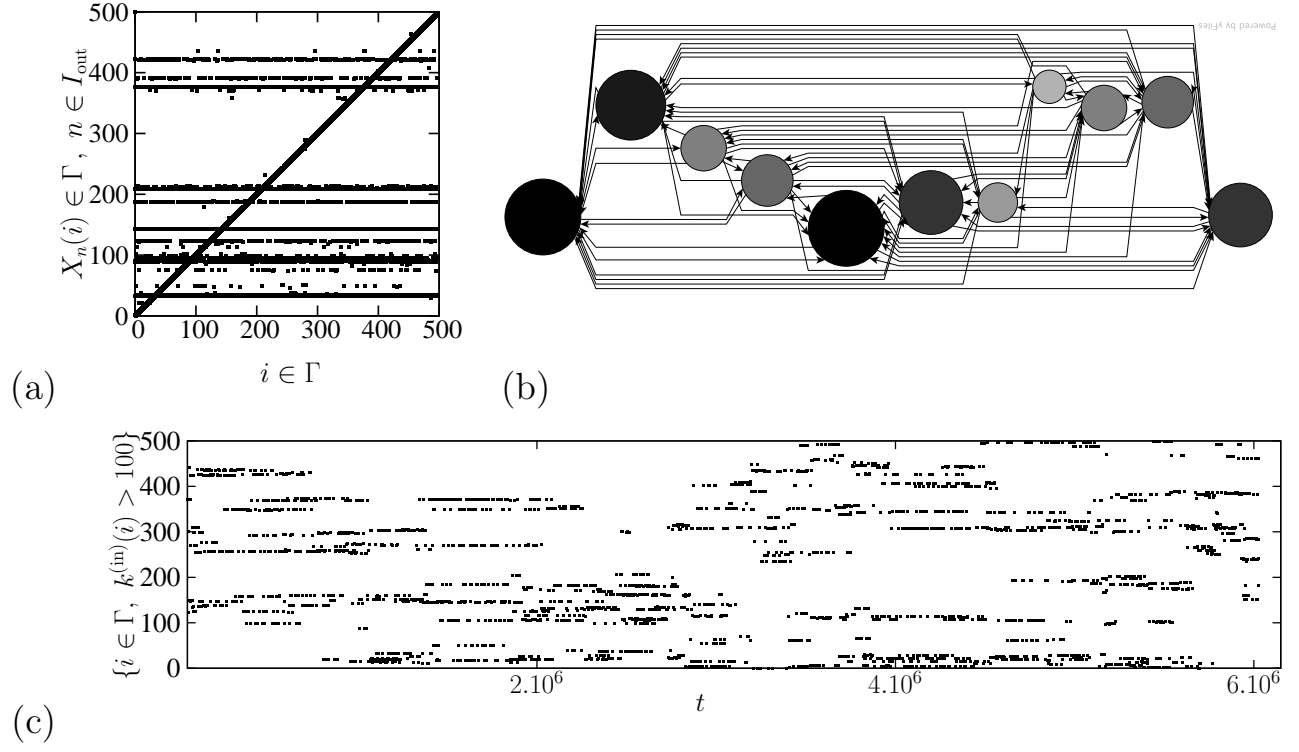 500
400
300
200
100
0
X_n(i) ∈ Γ , n ∈ I_out
0 100 200 300 400 500
i ∈ Γ
(a)
Powered by yFiles
(b)
500
400
300
200
100
0
{i ∈ Γ, k^(in)(i) > 100}
2.10^6 4.10^6 6.10^6
t
(c)